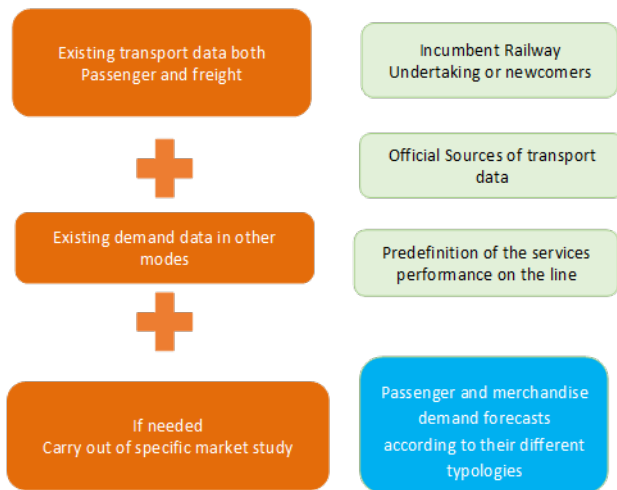 Existing transport data both
Passenger and freight
Incumbent Railway
Undertaking or newcomers
Official Sources of transport
data
Existing demand data in other
modes
Predefinition of the services
performance on the line
If needed
Carry out of specific market study
Passenger and merchandise
demand forecasts
according to their different
typologies